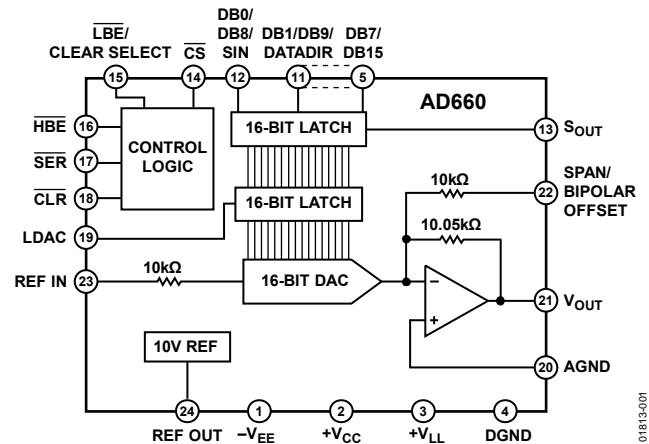 DB0/
LBE/ DB8/ DB1/DB9/ DB7/
CLEAR SELECT CS SIN DATADIR DB15
15 14 12 11 5
AD660
HBE 16
16-BIT LATCH
13 SOUT
CONTROL
LOGIC
SER 17
SPAN/
10kΩ 22 BIPOLAR
OFFSET
CLR 18
16-BIT LATCH
10.05kΩ
LDAC 19
REF IN 23
10kΩ
16-BIT DAC
–
+
21 VOUT
10V REF
20 AGND
24 1 2 3 4
REF OUT –VEE +VCC +VLL DGND
01813-001